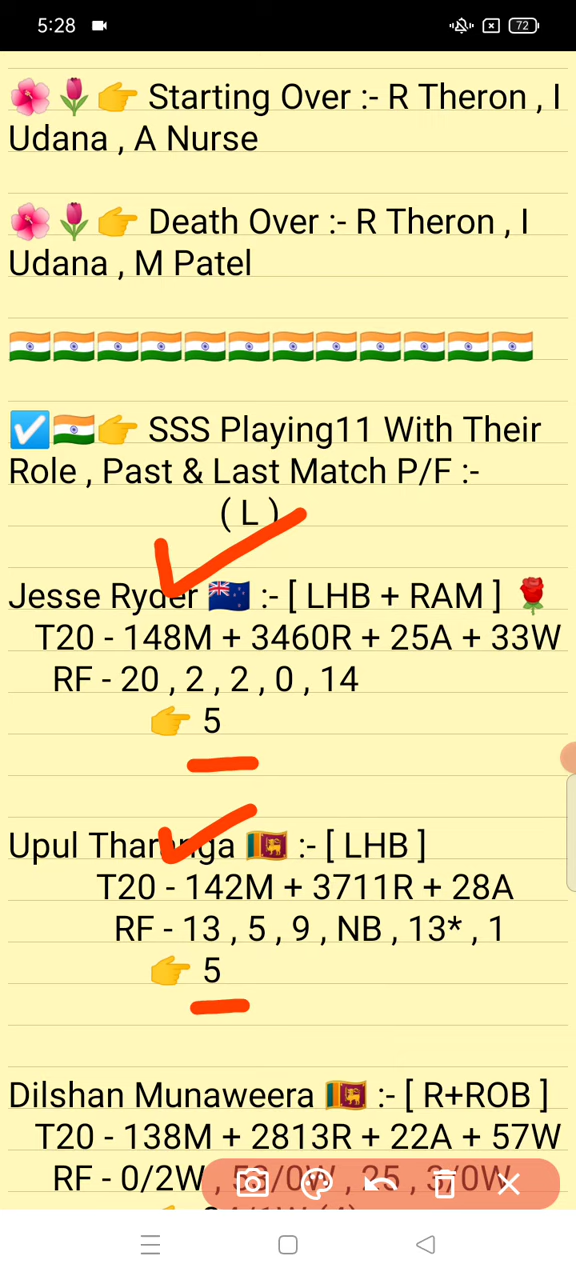 5:28
72
Starting Over :- R Theron , I
Udana , A Nurse
Death Over :- R Theron , I
Udana , M Patel
SSS Playing11 With Their
Role , Past & Last Match P/F :-
( L )
Jesse Ryder :- [ LHB + RAM ]
T20 - 148M + 3460R + 25A + 33W
RF - 20 , 2 , 2 , 0 , 14
5
Upul Tharanga :- [ LHB ]
T20 - 142M + 3711R + 28A
RF - 13 , 5 , 9 , NB , 13* , 1
5
Dilshan Munaweera :- [ R+ROB ]
T20 - 138M + 2813R + 22A + 57W
RF - 0/2W , /0W , 25 , 3/0W